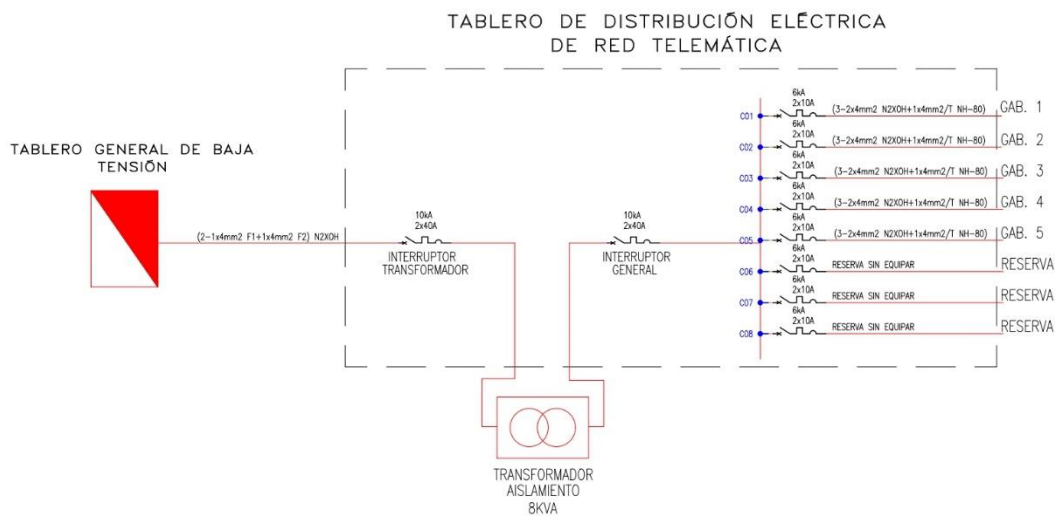 TABLERO DE DISTRIBUCIÓN ELÉCTRICA
DE RED TELEMÁTICA
TABLERO GENERAL DE BAJA
TENSIÓN
(2-1x4mm2 F1+1x4mm2 F2) N2XOH
10kA
2x40A
INTERRUPTOR
TRANSFORMADOR
10kA
2x40A
INTERRUPTOR
GENERAL
TRANSFORMADOR
AISLAMIENTO
8KVA
6kA
2x10A
C01
(3-2x4mm2 N2XOH+1x4mm2/T NH-80)
GAB. 1
6kA
2x10A
C02
(3-2x4mm2 N2XOH+1x4mm2/T NH-80)
GAB. 2
6kA
2x10A
C03
(3-2x4mm2 N2XOH+1x4mm2/T NH-80)
GAB. 3
6kA
2x10A
C04
(3-2x4mm2 N2XOH+1x4mm2/T NH-80)
GAB. 4
6kA
2x10A
C05
(3-2x4mm2 N2XOH+1x4mm2/T NH-80)
GAB. 5
6kA
2x10A
C06
RESERVA SIN EQUIPAR
RESERVA
6kA
2x10A
C07
RESERVA SIN EQUIPAR
RESERVA
6kA
2x10A
C08
RESERVA SIN EQUIPAR
RESERVA